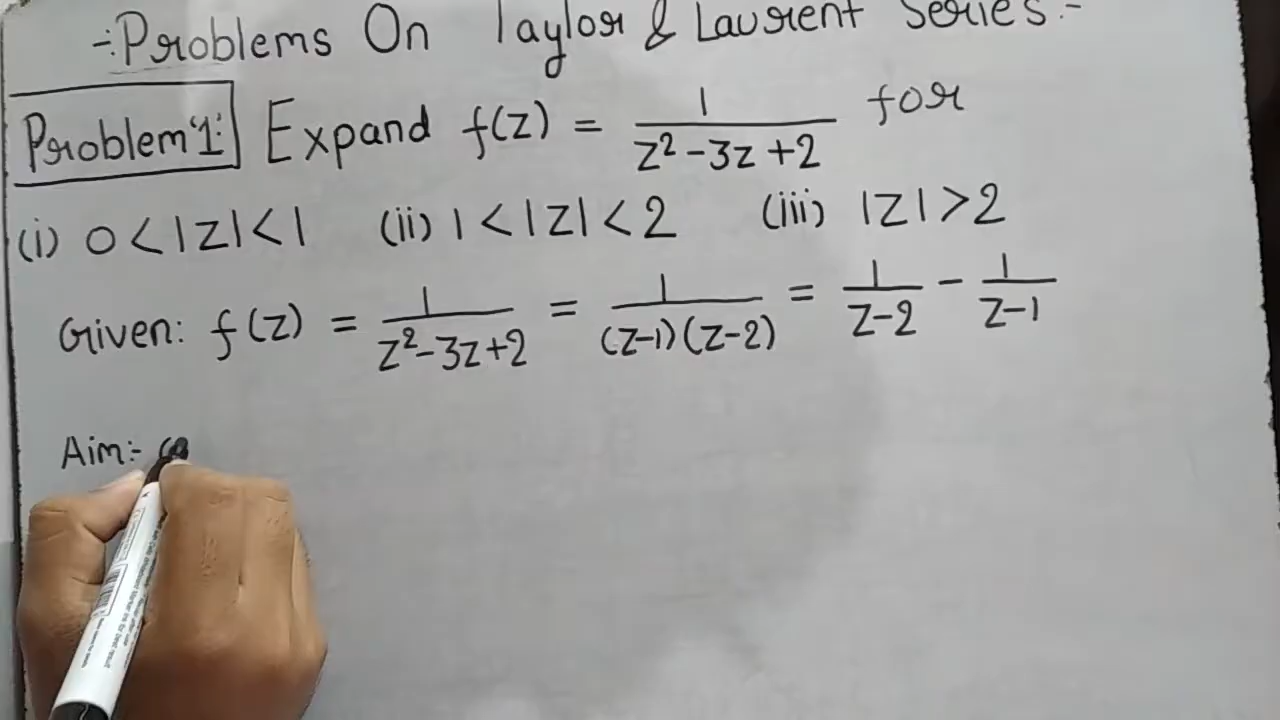 -: Problems On Taylor & Laurent Series :-
Problem 1: Expand f(z) = 1/(z² - 3z + 2) for
(i) 0 < |z| < 1 (ii) 1 < |z| < 2 (iii) |z| > 2
Given: f(z) = 1/(z² - 3z + 2) = 1/((z-1)(z-2)) = 1/(z-2) - 1/(z-1)
Aim:-